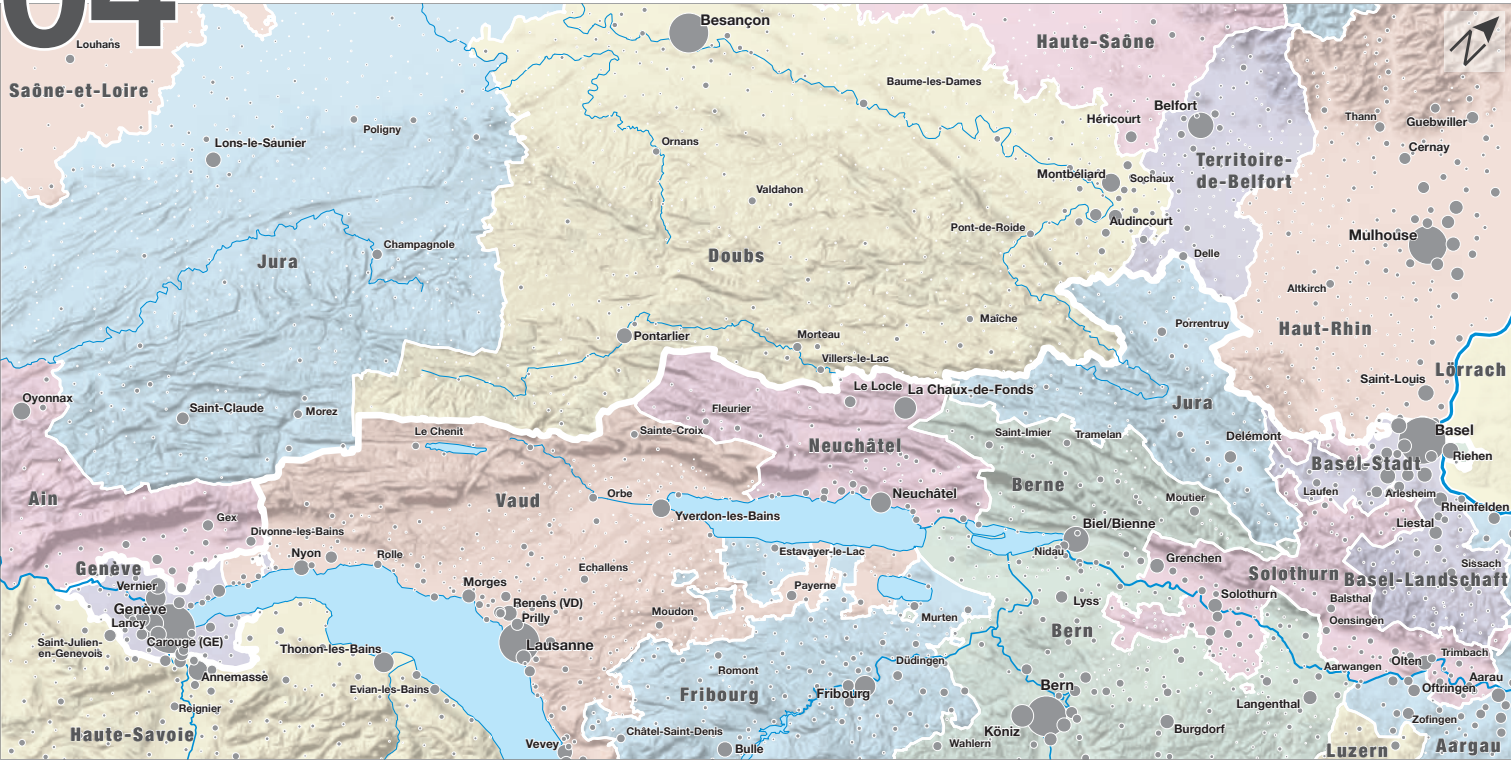 04
Besançon
Louhans
Haute-Saône
Saône-et-Loire
Baume-les-Dames
Belfort
Héricourt
Thann
Guebwiller
Poligny
Lons-le-Saunier
Ornans
Cernay
Territoire-
de-Belfort
Montbéliard
Sochaux
Valdahon
Audincourt
Pont-de-Roide
Mulhouse
Champagnole
Doubs
Delle
Jura
Altkirch
Maîche
Porrentruy
Haut-Rhin
Pontarlier
Morteau
Villers-le-Lac
Lörrach
Saint-Louis
Le Locle
La Chaux-de-Fonds
Oyonnax
Saint-Claude
Morez
Fleurier
Jura
Le Chenit
Sainte-Croix
Saint-Imier
Tramelan
Delémont
Basel
Neuchâtel
Riehen
Basel-Stadt
Berne
Ain
Vaud
Orbe
Neuchâtel
Moutier
Laufen
Arlesheim
Rheinfelden
Gex
Yverdon-les-Bains
Biel/Bienne
Liestal
Divonne-les-Bains
Nyon
Rolle
Estavayer-le-Lac
Nidau
Grenchen
Sissach
Genève
Echallens
Solothurn
Basel-Landschaft
Vernier
Morges
Payerne
Solothurn
Balsthal
Genève
Renens (VD)
Lyss
Lancy
Prilly
Moudon
Murten
Oensingen
Carouge (GE)
Bern
Saint-Julien-
en-Genevois
Thonon-les-Bains
Lausanne
Düdingen
Trimbach
Olten
Aarwangen
Annemasse
Romont
Aarau
Evian-les-Bains
Fribourg
Fribourg
Bern
Oftringen
Reignier
Langenthal
Haute-Savoie
Châtel-Saint-Denis
Köniz
Burgdorf
Zofingen
Vevey
Bulle
Wahlern
Luzern
Aargau